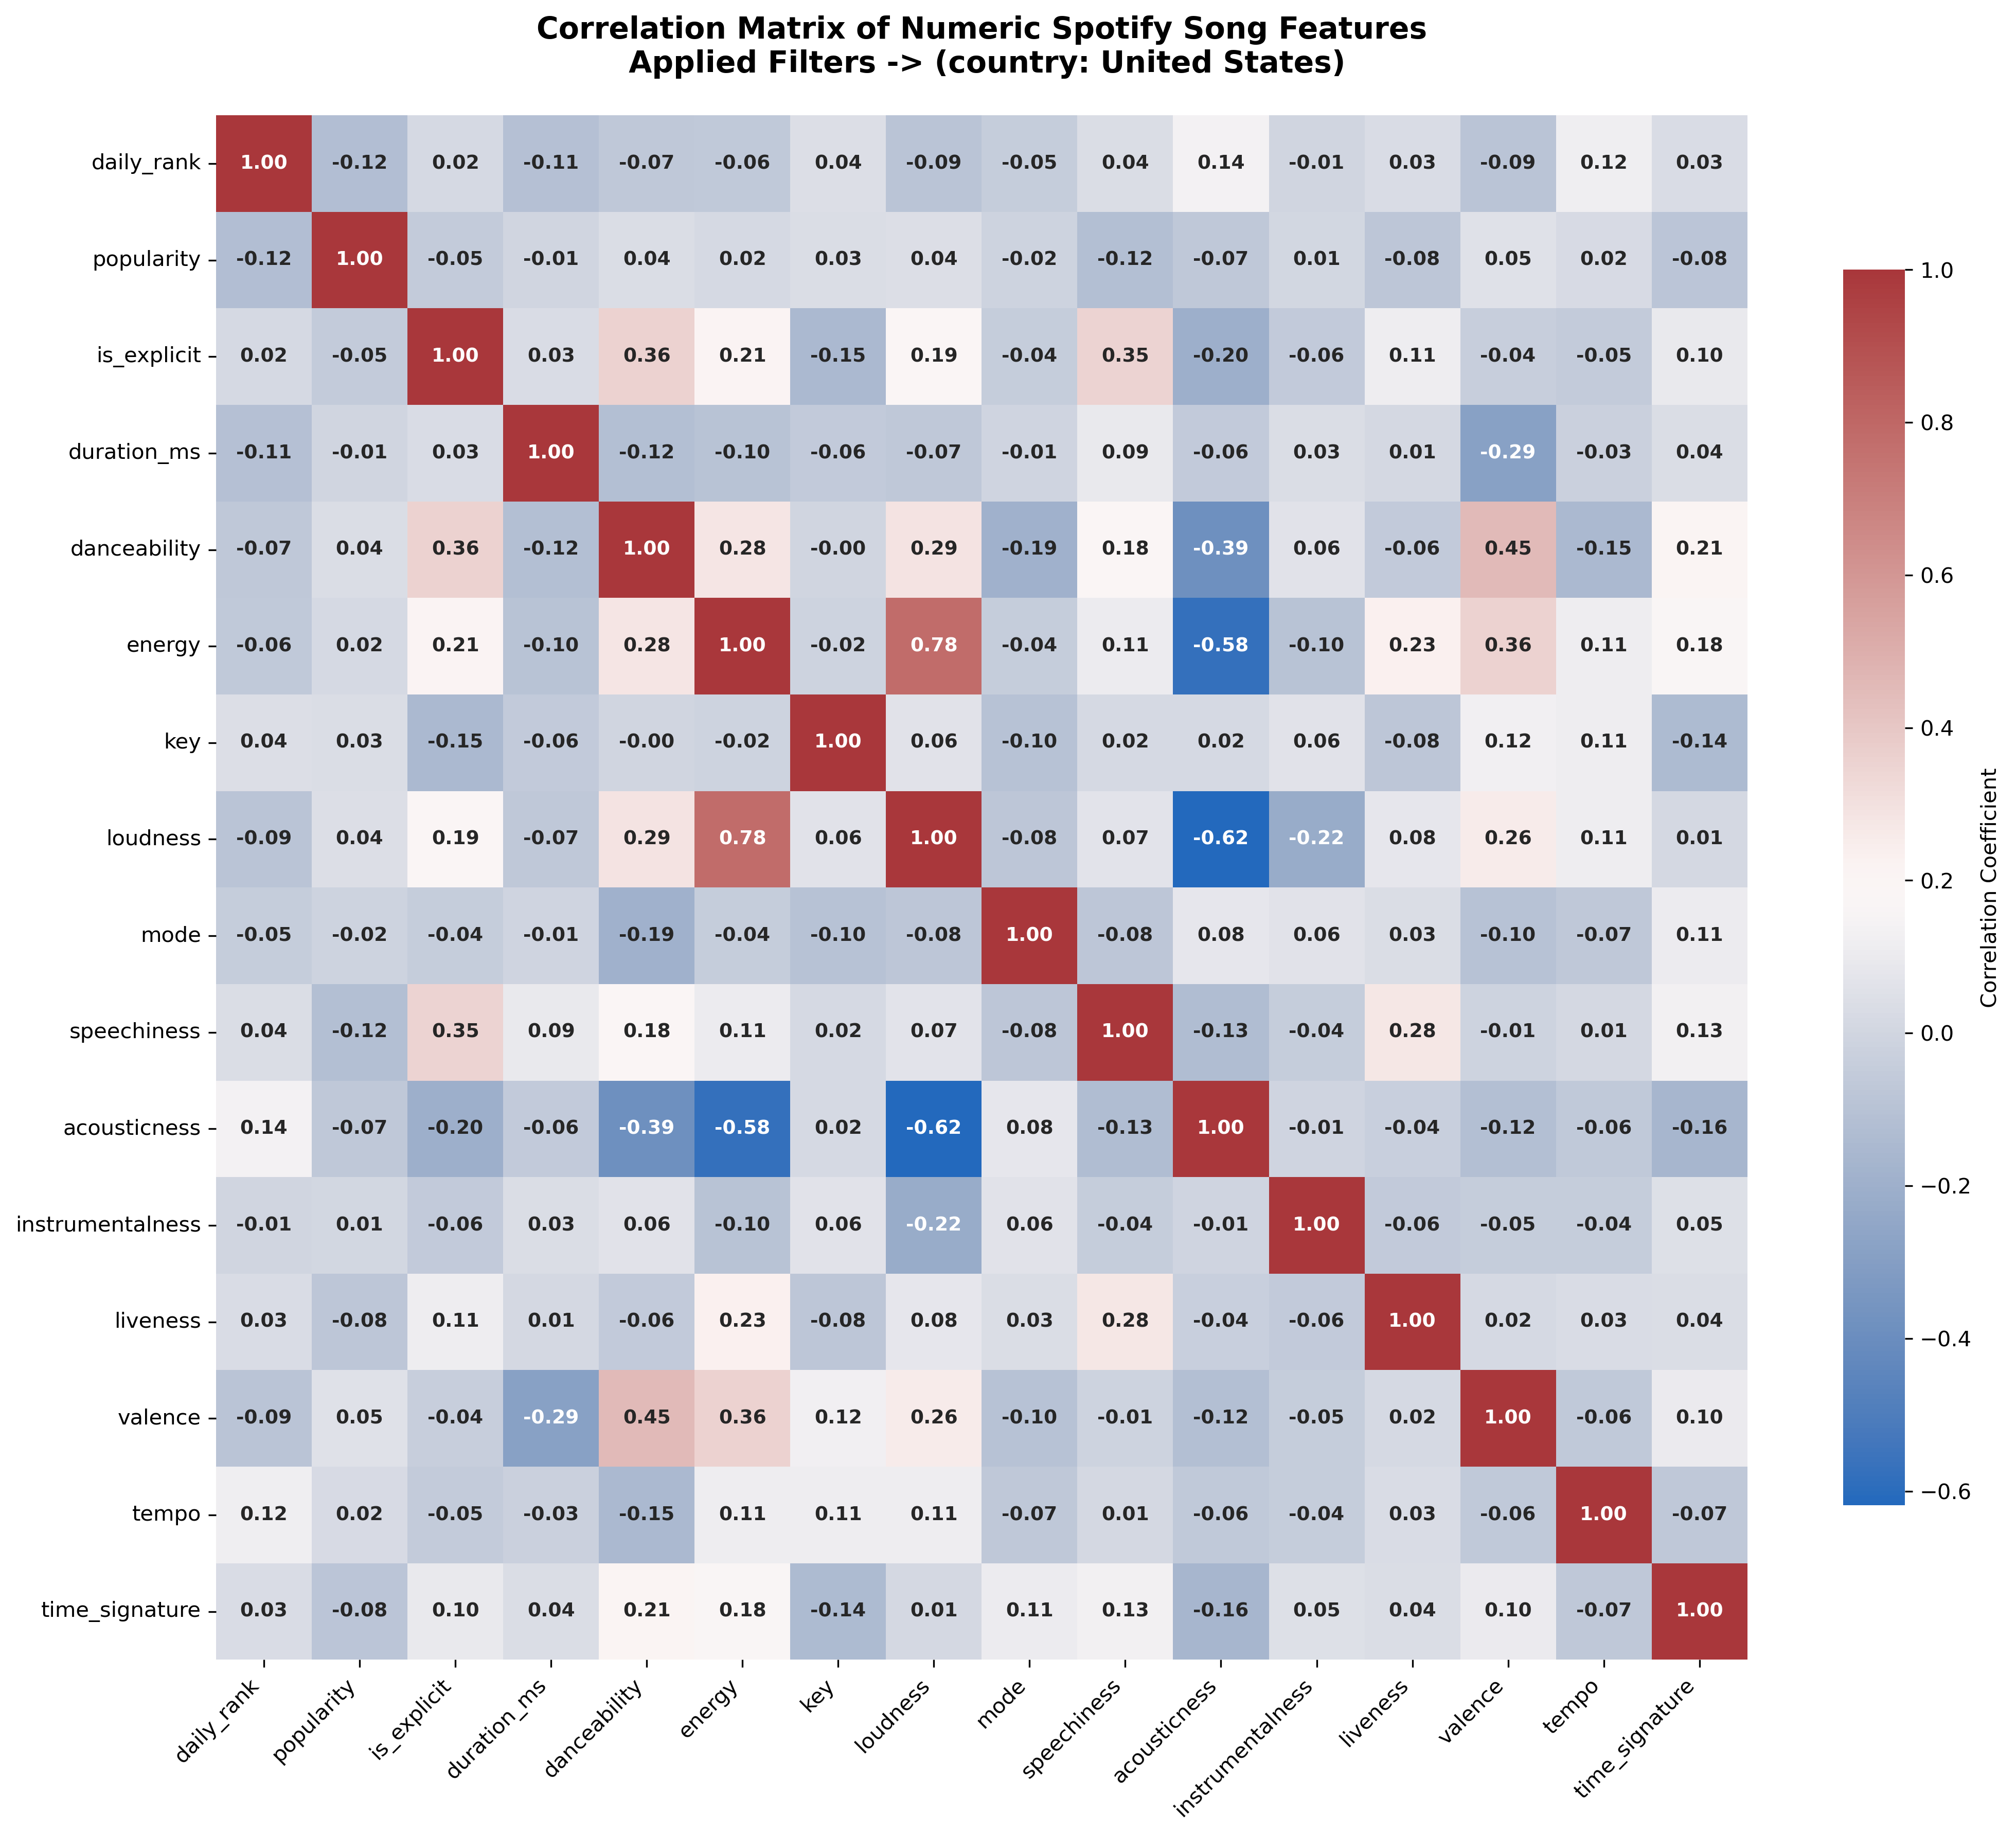 Correlation Matrix of Numeric Spotify Song Features
Applied Filters -> (country: United States)
daily_rank 1.00 -0.12 0.02 -0.11 -0.07 -0.06 0.04 -0.09 -0.05 0.04 0.14 -0.01 0.03 -0.09 0.12 0.03
popularity -0.12 1.00 -0.05 -0.01 0.04 0.02 0.03 0.04 -0.02 -0.12 -0.07 0.01 -0.08 0.05 0.02 -0.08
is_explicit 0.02 -0.05 1.00 0.03 0.36 0.21 -0.15 0.19 -0.04 0.35 -0.20 -0.06 0.11 -0.04 -0.05 0.10
duration_ms -0.11 -0.01 0.03 1.00 -0.12 -0.10 -0.06 -0.07 -0.01 0.09 -0.06 0.03 0.01 -0.29 -0.03 0.04
danceability -0.07 0.04 0.36 -0.12 1.00 0.28 -0.00 0.29 -0.19 0.18 -0.39 0.06 -0.06 0.45 -0.15 0.21
energy -0.06 0.02 0.21 -0.10 0.28 1.00 -0.02 0.78 -0.04 0.11 -0.58 -0.10 0.23 0.36 0.11 0.18
key 0.04 0.03 -0.15 -0.06 -0.00 -0.02 1.00 0.06 -0.10 0.02 0.02 0.06 -0.08 0.12 0.11 -0.14
loudness -0.09 0.04 0.19 -0.07 0.29 0.78 0.06 1.00 -0.08 0.07 -0.62 -0.22 0.08 0.26 0.11 0.01
mode -0.05 -0.02 -0.04 -0.01 -0.19 -0.04 -0.10 -0.08 1.00 -0.08 0.08 0.06 0.03 -0.10 -0.07 0.11
speechiness 0.04 -0.12 0.35 0.09 0.18 0.11 0.02 0.07 -0.08 1.00 -0.13 -0.04 0.28 -0.01 0.01 0.13
acousticness 0.14 -0.07 -0.20 -0.06 -0.39 -0.58 0.02 -0.62 0.08 -0.13 1.00 -0.01 -0.04 -0.12 -0.06 -0.16
instrumentalness -0.01 0.01 -0.06 0.03 0.06 -0.10 0.06 -0.22 0.06 -0.04 -0.01 1.00 -0.06 -0.05 -0.04 0.05
liveness 0.03 -0.08 0.11 0.01 -0.06 0.23 -0.08 0.08 0.03 0.28 -0.04 -0.06 1.00 0.02 0.03 0.04
valence -0.09 0.05 -0.04 -0.29 0.45 0.36 0.12 0.26 -0.10 -0.01 -0.12 -0.05 0.02 1.00 -0.06 0.10
tempo 0.12 0.02 -0.05 -0.03 -0.15 0.11 0.11 0.11 -0.07 0.01 -0.06 -0.04 0.03 -0.06 1.00 -0.07
time_signature 0.03 -0.08 0.10 0.04 0.21 0.18 -0.14 0.01 0.11 0.13 -0.16 0.05 0.04 0.10 -0.07 1.00
daily_rank popularity is_explicit duration_ms danceability energy key loudness mode speechiness acousticness instrumentalness liveness valence tempo time_signature
1.0
0.8
0.6
0.4
0.2
0.0
−0.2
−0.4
−0.6
Correlation Coefficient